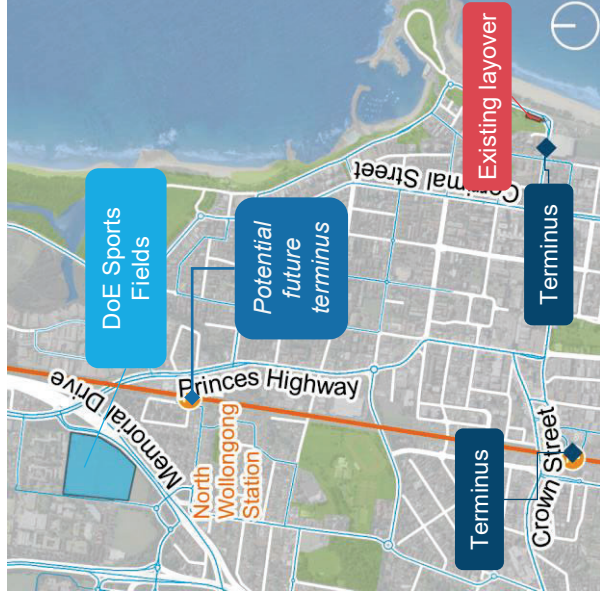 Existing layover
Corrimal Street
DoE Sports
Fields
Potential
future
terminus
Terminus
Memorial Drive
Princes Highway
North
Wollongong
Station
Terminus
Crown Street